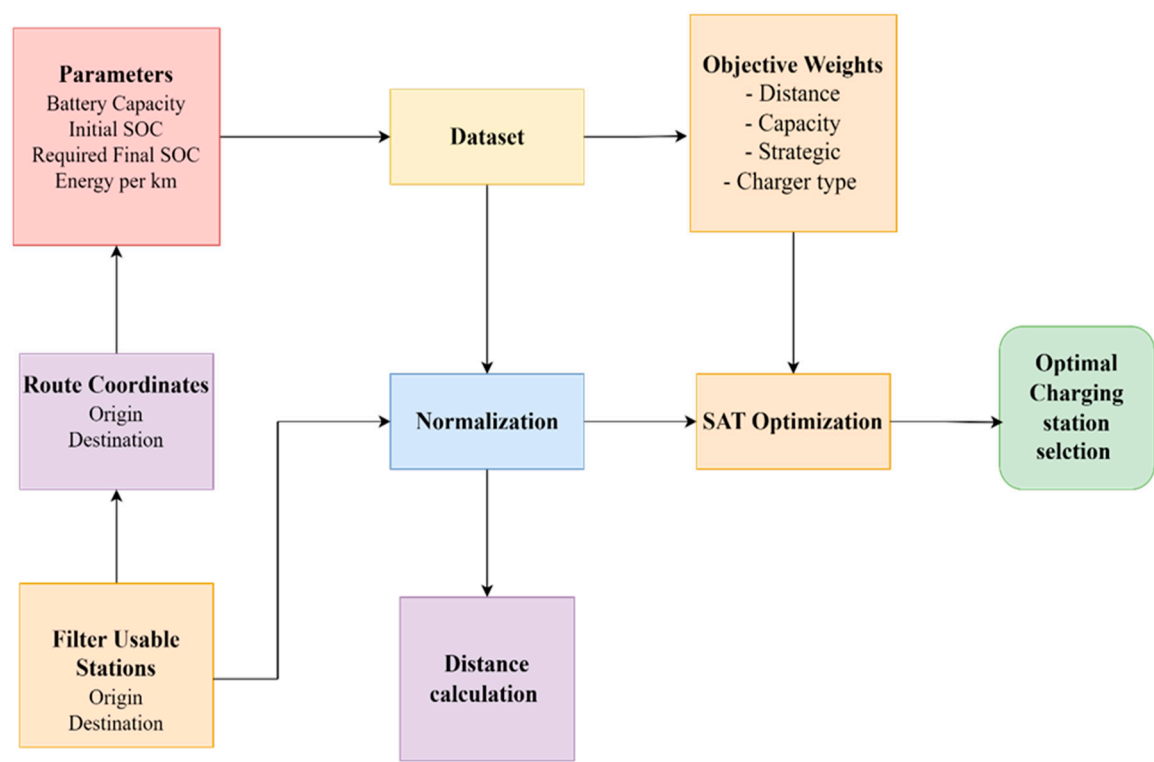 Parameters
Battery Capacity
Initial SOC
Required Final SOC
Energy per km
Dataset
Objective Weights
- Distance
- Capacity
- Strategic
- Charger type
Route Coordinates
Origin
Destination
Normalization
SAT Optimization
Optimal
Charging
station
selction
Filter Usable
Stations
Origin
Destination
Distance
calculation